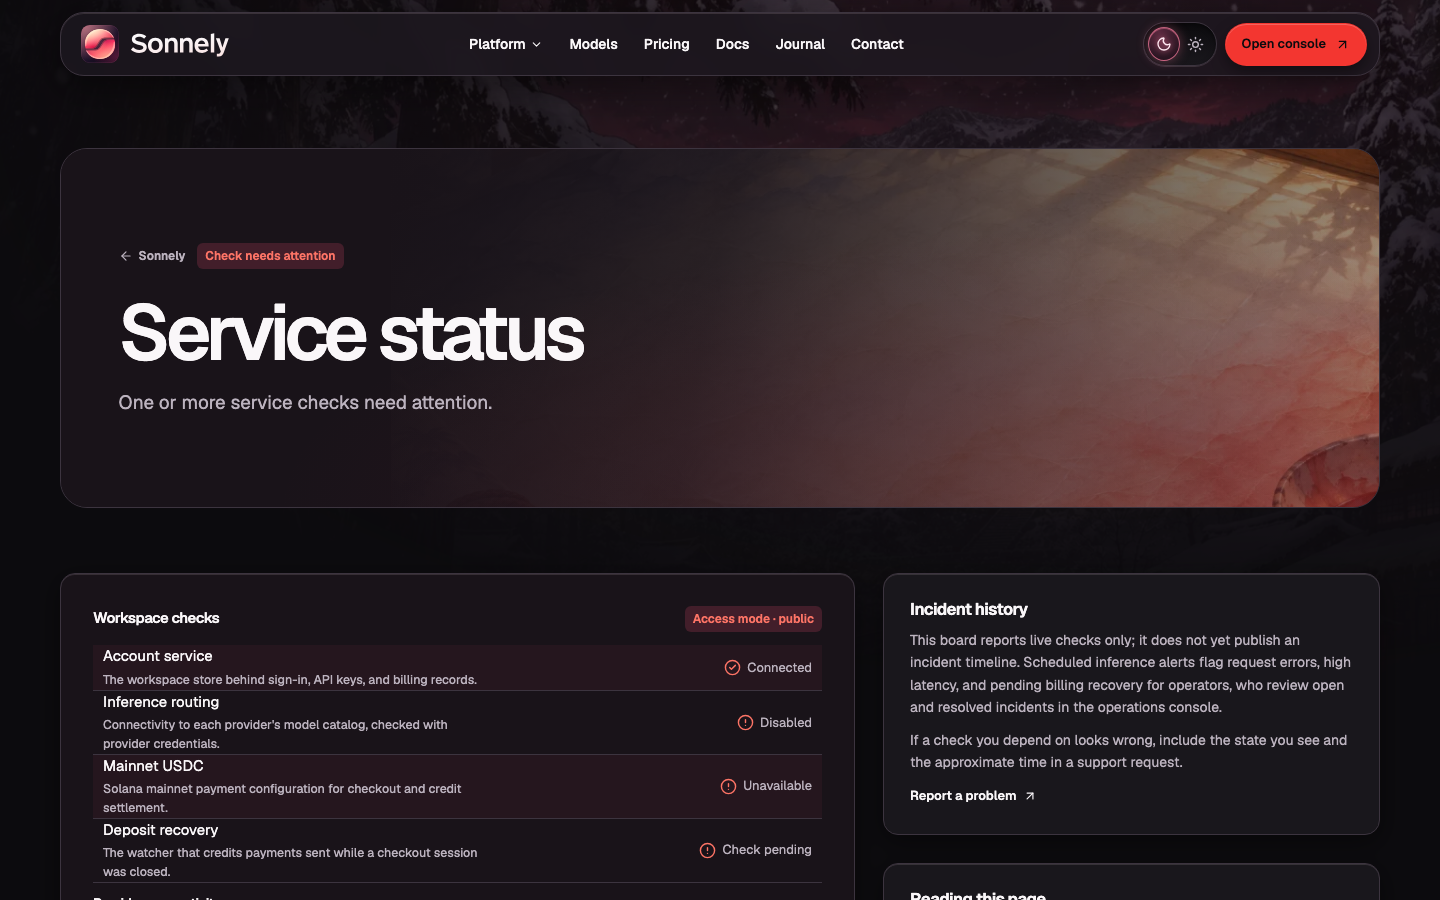 Sonnely
Platform
Models
Pricing
Docs
Journal
Contact
Open console
Sonnely
Check needs attention
Service status
One or more service checks need attention.
Workspace checks
Access mode · public
Account service
The workspace store behind sign-in, API keys, and billing records.
Connected
Inference routing
Connectivity to each provider's model catalog, checked with
provider credentials.
Disabled
Mainnet USDC
Solana mainnet payment configuration for checkout and credit
settlement.
Unavailable
Deposit recovery
The watcher that credits payments sent while a checkout session
was closed.
Check pending
Incident history
This board reports live checks only; it does not yet publish an
incident timeline. Scheduled inference alerts flag request errors, high
latency, and pending billing recovery for operators, who review open
and resolved incidents in the operations console.
If a check you depend on looks wrong, include the state you see and
the approximate time in a support request.
Report a problem
Reading this page